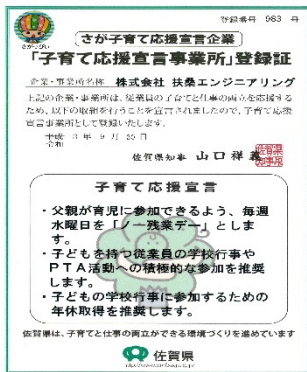 登録番号 983 号
さが子育て応援宣言企業
「子育て応援宣言事業所」登録証
企業・事業所名称 株式会社 扶桑エンジニアリング
上記の企業・事業所は、従業員の子育てと仕事の両立を応援する
ため、以下の取組を行うことを宣言されましたので、子育て応援
宣言事業所として登録いたします。
令和 3年 9月
佐賀県知事 山口祥義
子育て応援宣言
・父親が育児に参加できるよう、毎週
水曜日を「ノー残業デー」としま
す。
・子どもを持つ従業員の学校行事や
PTA活動への積極的な参加を推奨
します。
・子どもの学校行事に参加するための
年休取得を推奨します。
佐賀県は、子育てと仕事の両立ができる環境づくりを進めています
佐賀県